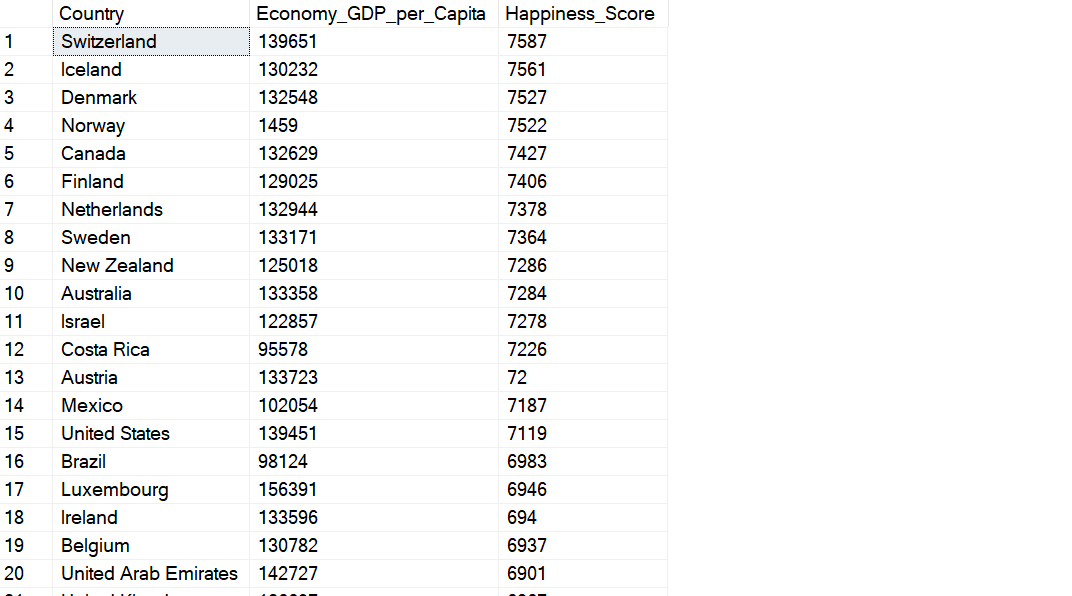 Country Economy_GDP_per_Capita Happiness_Score
1 Switzerland 139651 7587
2 Iceland 130232 7561
3 Denmark 132548 7527
4 Norway 1459 7522
5 Canada 132629 7427
6 Finland 129025 7406
7 Netherlands 132944 7378
8 Sweden 133171 7364
9 New Zealand 125018 7286
10 Australia 133358 7284
11 Israel 122857 7278
12 Costa Rica 95578 7226
13 Austria 133723 72
14 Mexico 102054 7187
15 United States 139451 7119
16 Brazil 98124 6983
17 Luxembourg 156391 6946
18 Ireland 133596 694
19 Belgium 130782 6937
20 United Arab Emirates 142727 6901